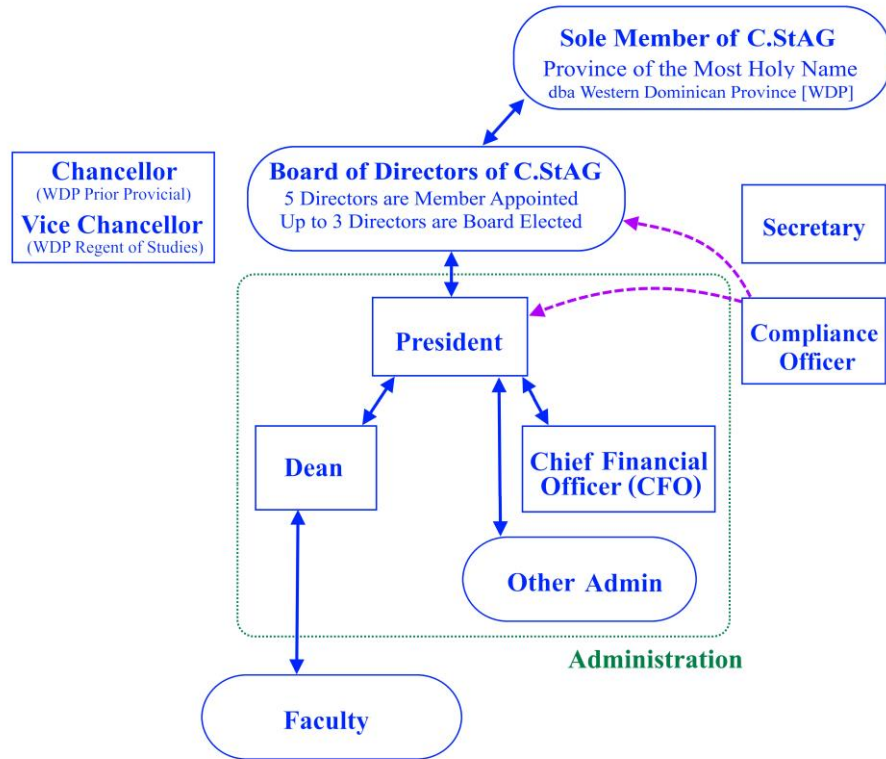 Sole Member of C.StAG
Province of the Most Holy Name
dba Western Dominican Province [WDP]
Board of Directors of C.StAG
5 Directors are Member Appointed
Up to 3 Directors are Board Elected
Chancellor
(WDP Prior Provicial)
Vice Chancellor
(WDP Regent of Studies)
Secretary
President
Compliance
Officer
Dean
Chief Financial
Officer (CFO)
Other Admin
Administration
Faculty